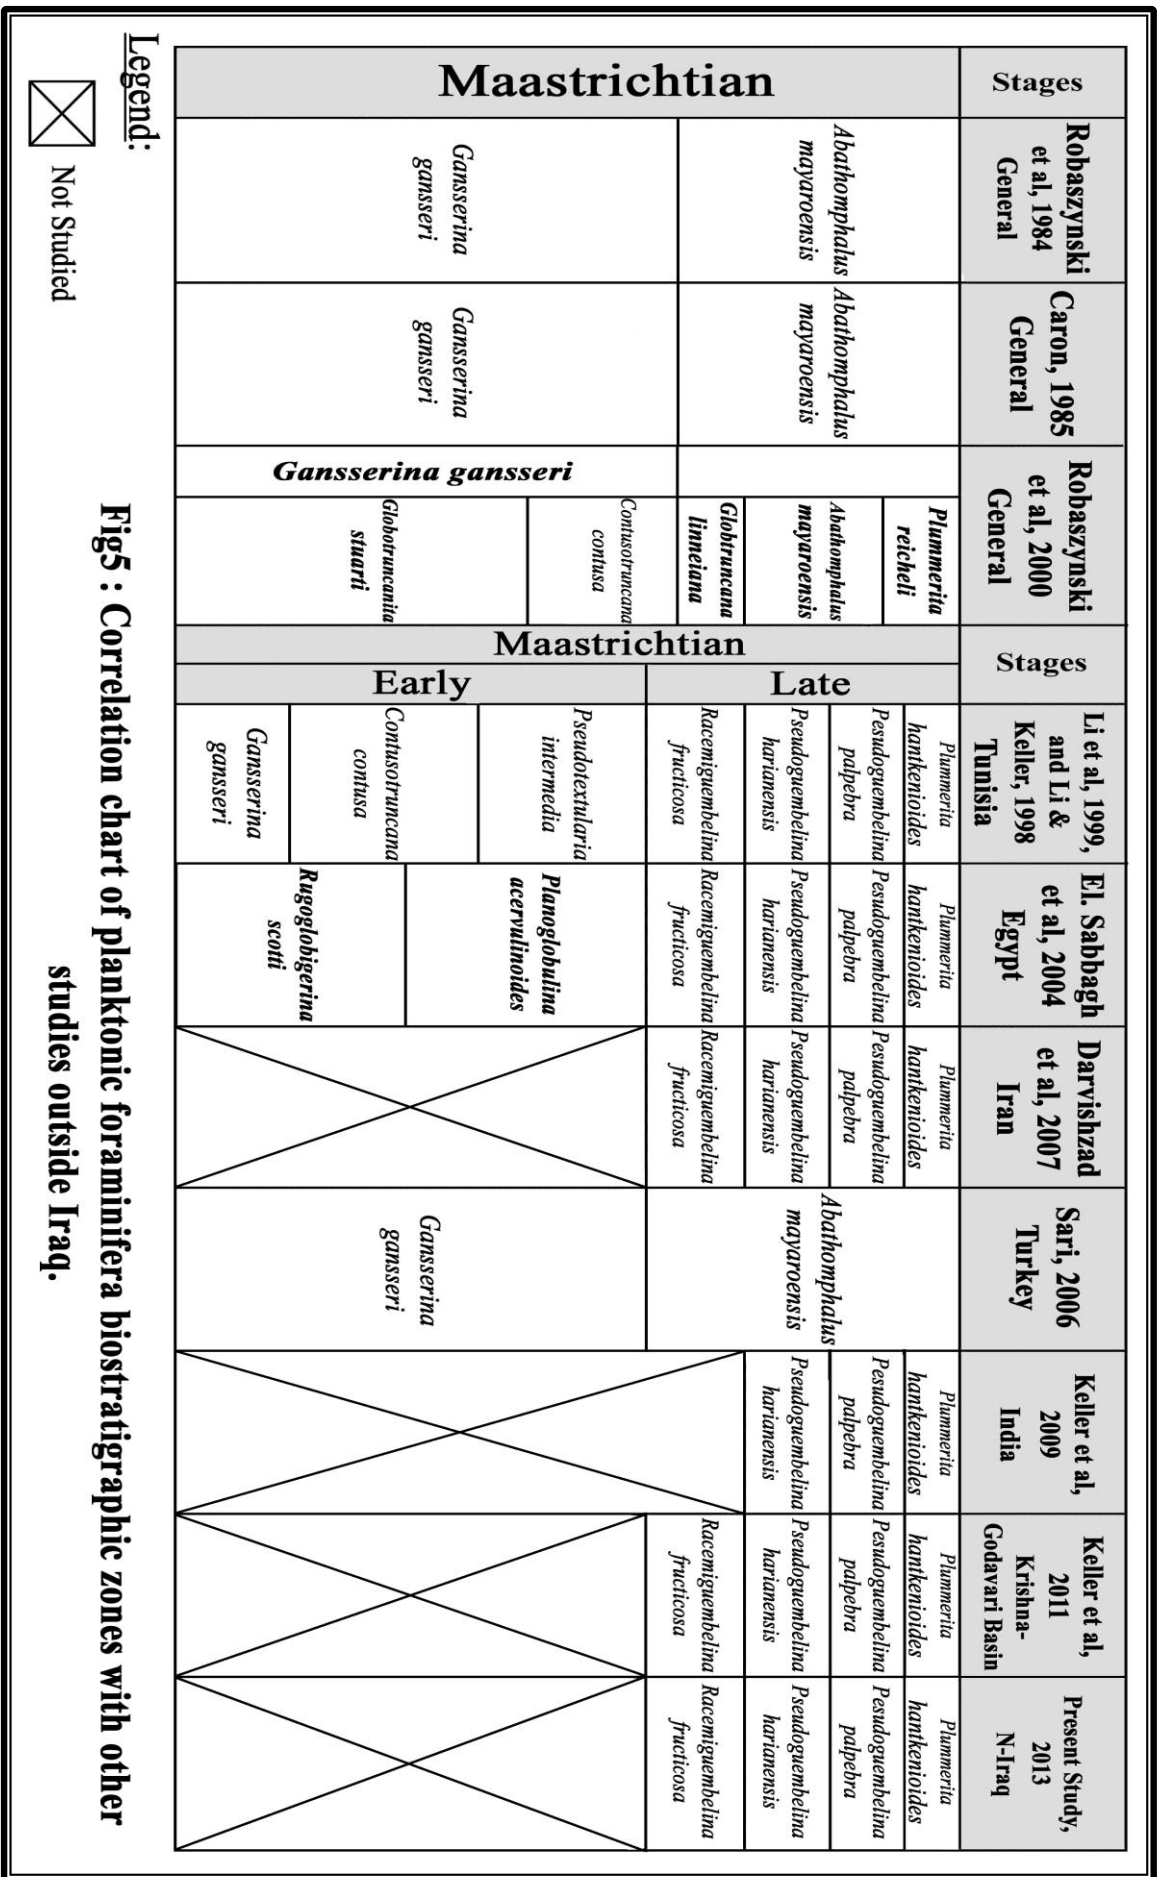 Stages
Robaszynski
et al, 1984
General
Caron, 1985
General
Robaszynski
et al, 2000
General
Stages
Li et al, 1999,
and Li &
Keller, 1998
Tunisia
El. Sabbagh
et al, 2004
Egypt
Darvishzad
et al, 2007
Iran
Sari, 2006
Turkey
Keller et al,
2009
India
Keller et al,
2011
Krishna-
Godavari Basin
Present Study,
2013
N-Iraq
Maastrichtian
Abathomphalus
mayaroensis
Gansserina
gansseri
Abathomphalus
mayaroensis
Gansserina
gansseri
Gansserina gansseri
Plummerita
reicheli
Abathomphalus
mayaroensis
Globtruncana
linneiana
Contusotruncana
contusa
Globotruncanita
stuarti
Maastrichtian
Late
Early
Plummerita
hantkenioides
Pesudoguembelina
palpebra
Pseudoguembelina
harianensis
Racemiguembelina
fructicosa
Pseudotextularia
intermedia
Contusotruncana
contusa
Gansserina
gansseri
Plummerita
hantkenioides
Pesudoguembelina
palpebra
Pseudoguembelina
harianensis
Racemiguembelina
fructicosa
Planoglobulina
acervulinoides
Rugoglobigerina
scotti
Plummerita
hantkenioides
Pesudoguembelina
palpebra
Pseudoguembelina
harianensis
Racemiguembelina
fructicosa
Abathomphalus
mayaroensis
Gansserina
gansseri
Plummerita
hantkenioides
Pesudoguembelina
palpebra
Pseudoguembelina
harianensis
Plummerita
hantkenioides
Pesudoguembelina
palpebra
Pseudoguembelina
harianensis
Racemiguembelina
fructicosa
Plummerita
hantkenioides
Pesudoguembelina
palpebra
Pseudoguembelina
harianensis
Racemiguembelina
fructicosa
Legend:
Not Studied
Fig5 : Correlation chart of planktonic foraminifera biostratigraphic zones with other
studies outside Iraq.